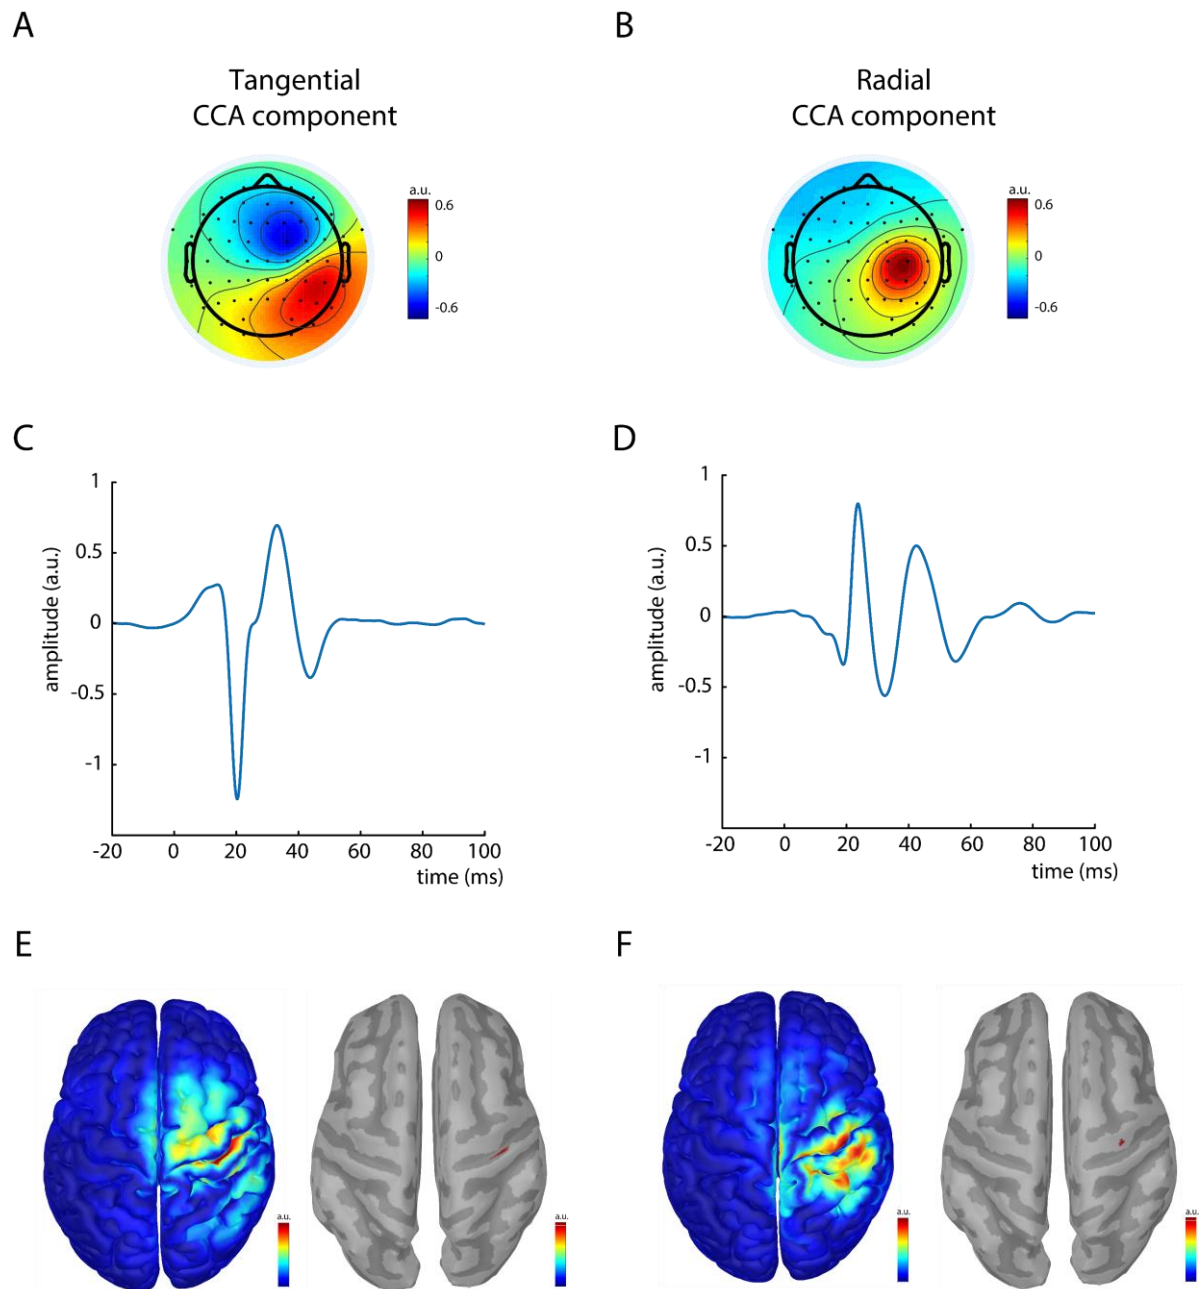 A
B
Tangential
CCA component
Radial
CCA component
a.u.
0.6
0
-0.6
a.u.
0.6
0
-0.6
C
D
1
0.5
0
-0.5
-1
amplitude (a.u.)
-20 0 20 40 60 80 100
time (ms)
1
0.5
0
-0.5
-1
amplitude (a.u.)
-20 0 20 40 60 80 100
time (ms)
E
F
a.u.
a.u.
a.u.
a.u.